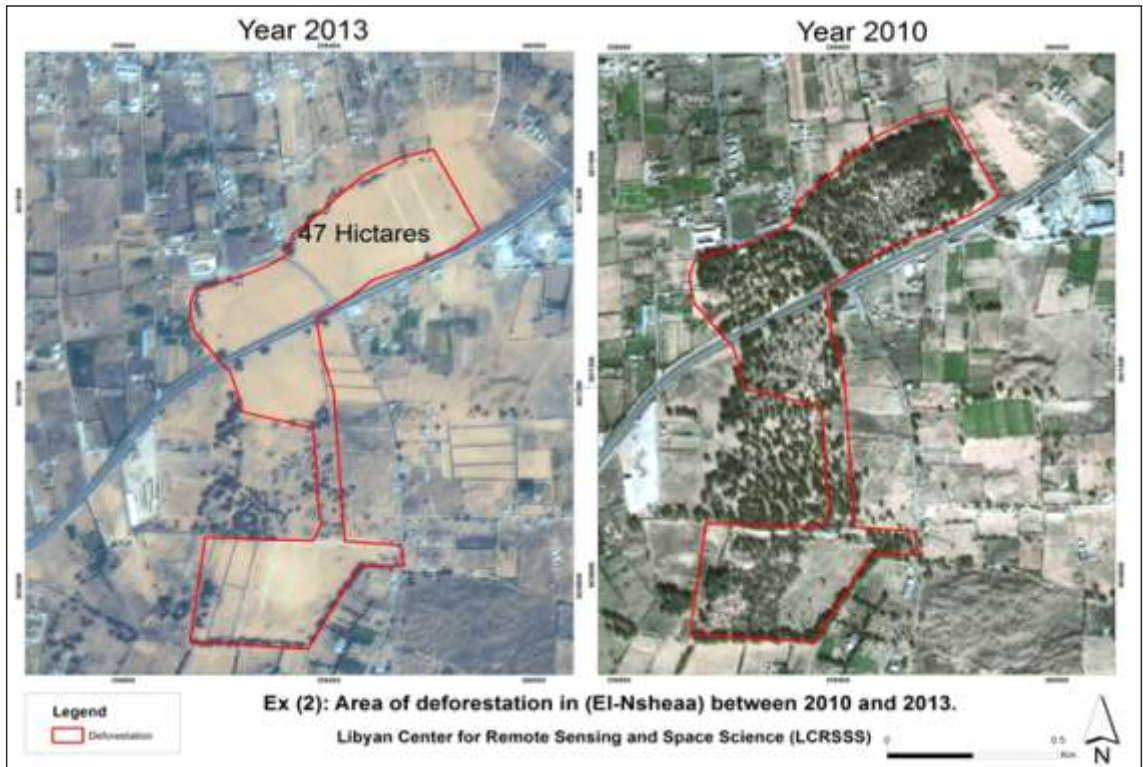 Year 2013
Year 2010
47 Hictares
Ex (2): Area of deforestation in (El-Nsheaa) between 2010 and 2013.
Legend
Deforestation
Libyan Center for Remote Sensing and Space Science (LCRSSS)
0 0.5
Km
N